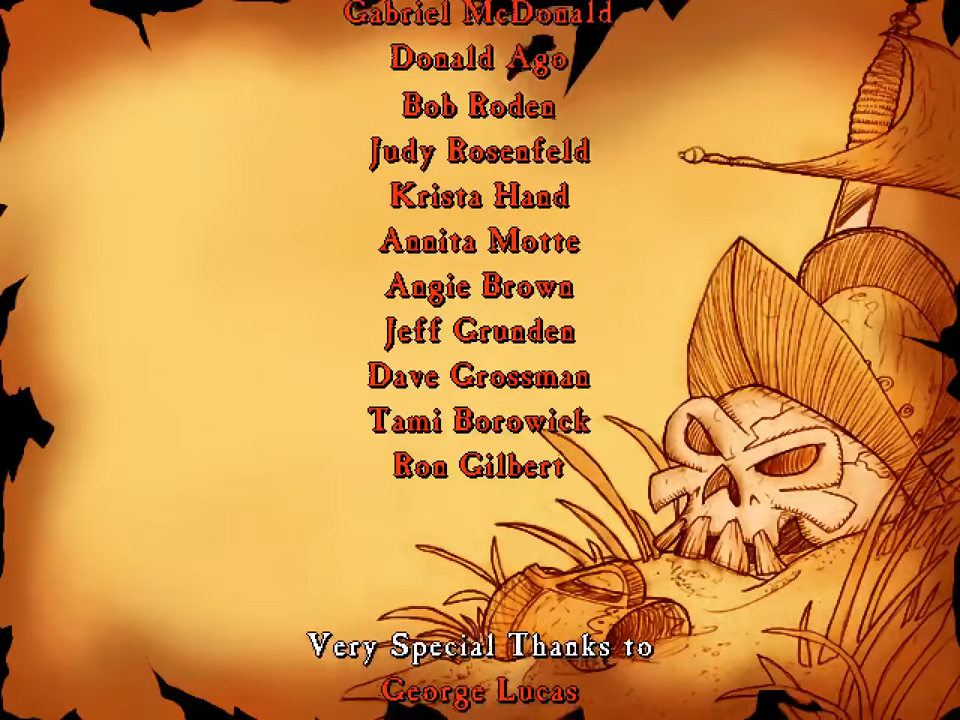 Gabriel McDonald
Donald Ago
Bob Roden
Judy Rosenfeld
Krista Hand
Annita Motte
Angie Brown
Jeff Grunden
Dave Grossman
Tami Borowick
Ron Gilbert
Very Special Thanks to
George Lucas